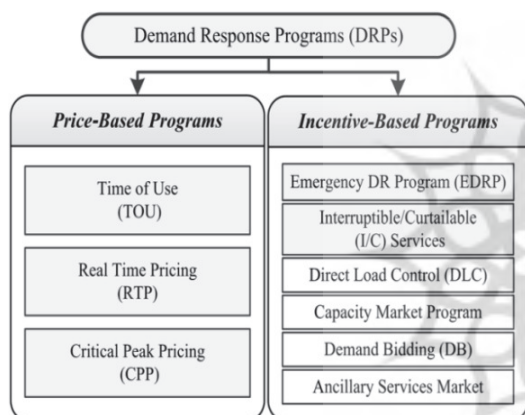 Demand Response Programs (DRPs)
Price-Based Programs
Time of Use
(TOU)
Real Time Pricing
(RTP)
Critical Peak Pricing
(CPP)
Incentive-Based Programs
Emergency DR Program (EDRP)
Interruptible/Curtailable
(I/C) Services
Direct Load Control (DLC)
Capacity Market Program
Demand Bidding (DB)
Ancillary Services Market